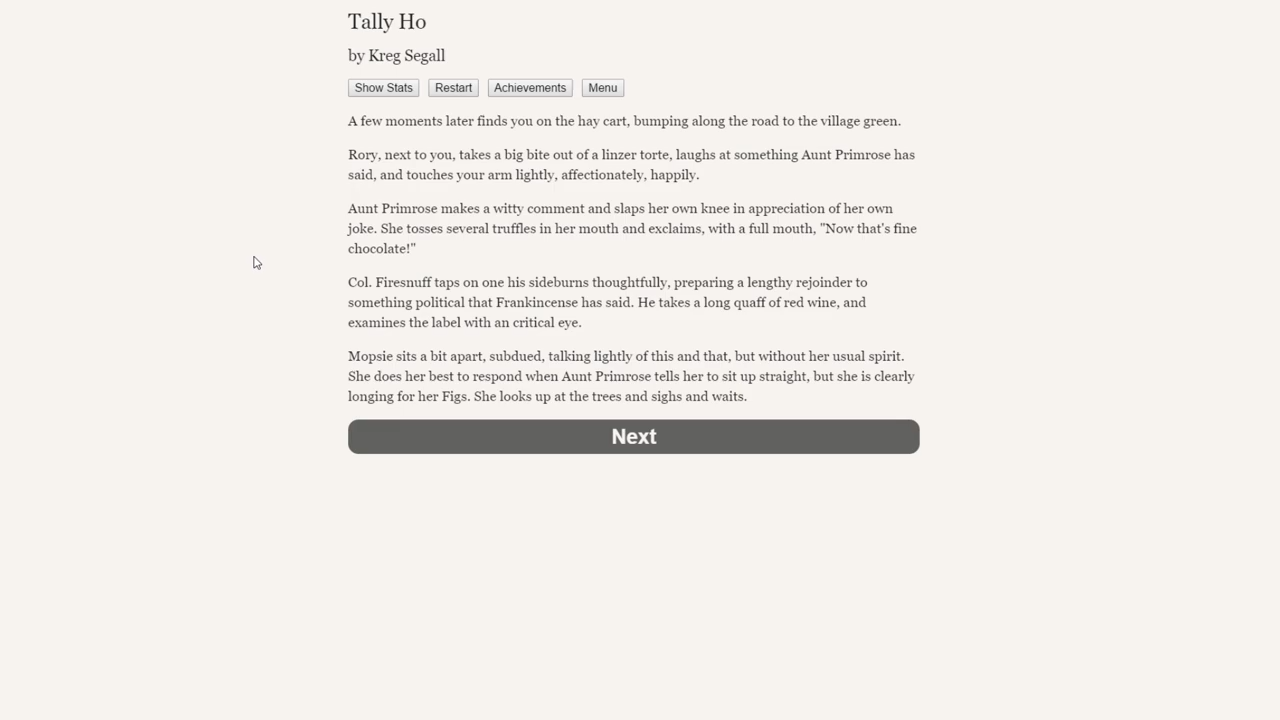 Tally Ho
by Kreg Segall
Show Stats
Restart
Achievements
Menu
A few moments later finds you on the hay cart, bumping along the road to the village green.
Rory, next to you, takes a big bite out of a linzer torte, laughs at something Aunt Primrose has
said, and touches your arm lightly, affectionately, happily.
Aunt Primrose makes a witty comment and slaps her own knee in appreciation of her own
joke. She tosses several truffles in her mouth and exclaims, with a full mouth, "Now that's fine
chocolate!"
Col. Firesnuff taps on one his sideburns thoughtfully, preparing a lengthy rejoinder to
something political that Frankincense has said. He takes a long quaff of red wine, and
examines the label with an critical eye.
Mopsie sits a bit apart, subdued, talking lightly of this and that, but without her usual spirit.
She does her best to respond when Aunt Primrose tells her to sit up straight, but she is clearly
longing for her Figs. She looks up at the trees and sighs and waits.
Next